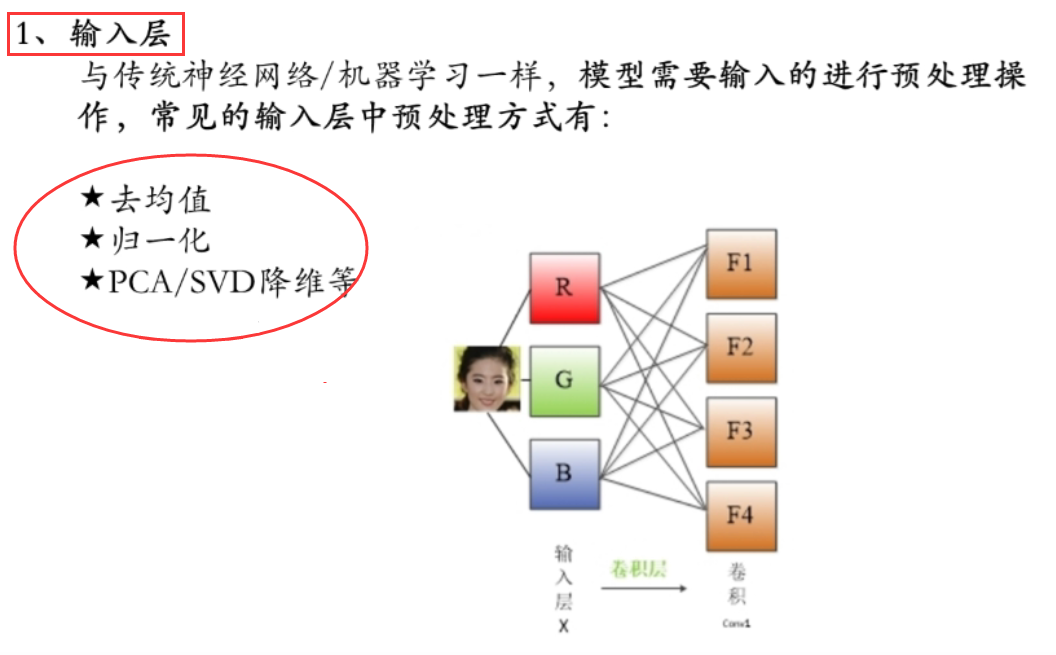 1、输入层
与传统神经网络/机器学习一样，模型需要输入的进行预处理操
作，常见的输入层中预处理方式有：
★去均值
★归一化
★PCA/SVD降维等
R
G
B
F1
F2
F3
F4
输入层X
卷积层
卷积
Conv1